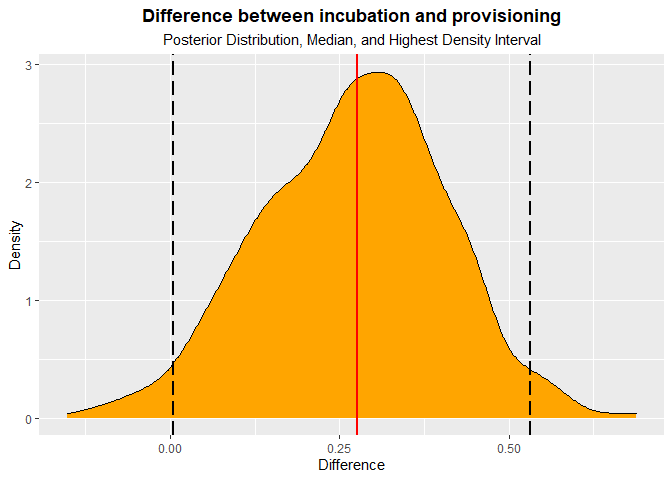 Difference between incubation and provisioning
Posterior Distribution, Median, and Highest Density Interval
3
2
1
0
Density
0.00 0.25 0.50
Difference